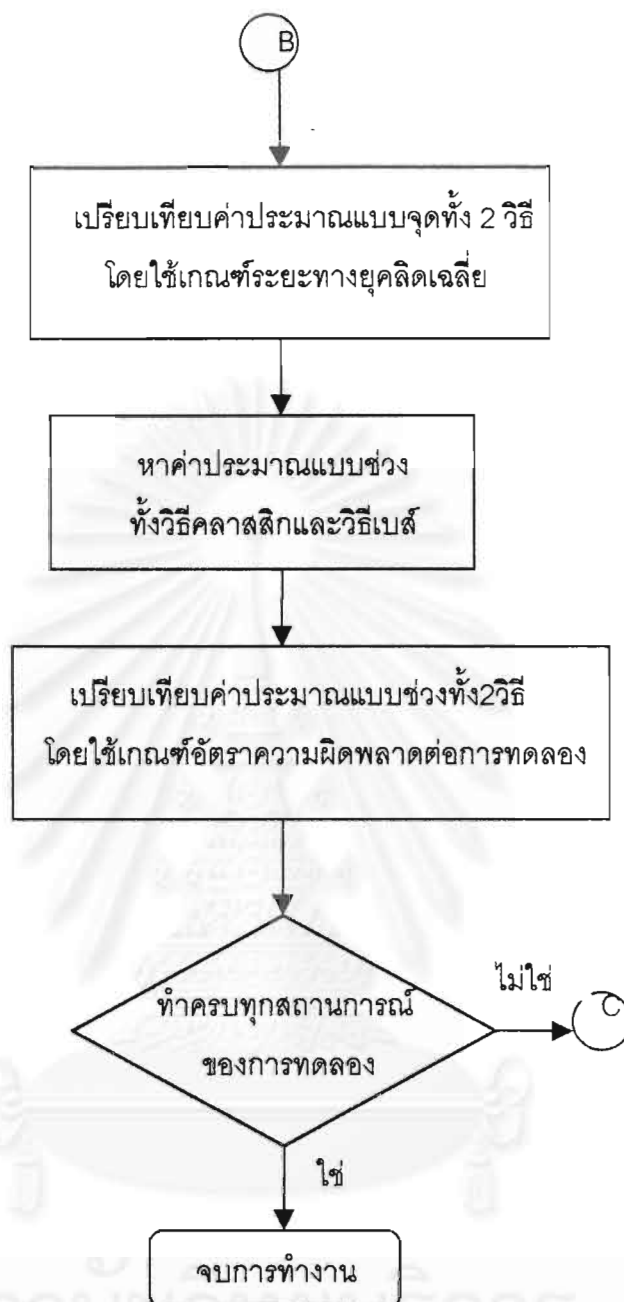 B
เปรียบเทียบค่าประมาณแบบจุดทั้ง 2 วิธี
โดยใช้เกณฑ์ระยะทางยุคลิดเฉลี่ย
หาค่าประมาณแบบช่วง
ทั้งวิธีคลาสสิกและวิธีเบส์
เปรียบเทียบค่าประมาณแบบช่วงทั้ง2วิธี
โดยใช้เกณฑ์อัตราความผิดพลาดต่อการทดลอง
ทำครบทุกสถานการณ์
ของการทดลอง
ไม่ใช่
C
ใช่
จบการทำงาน